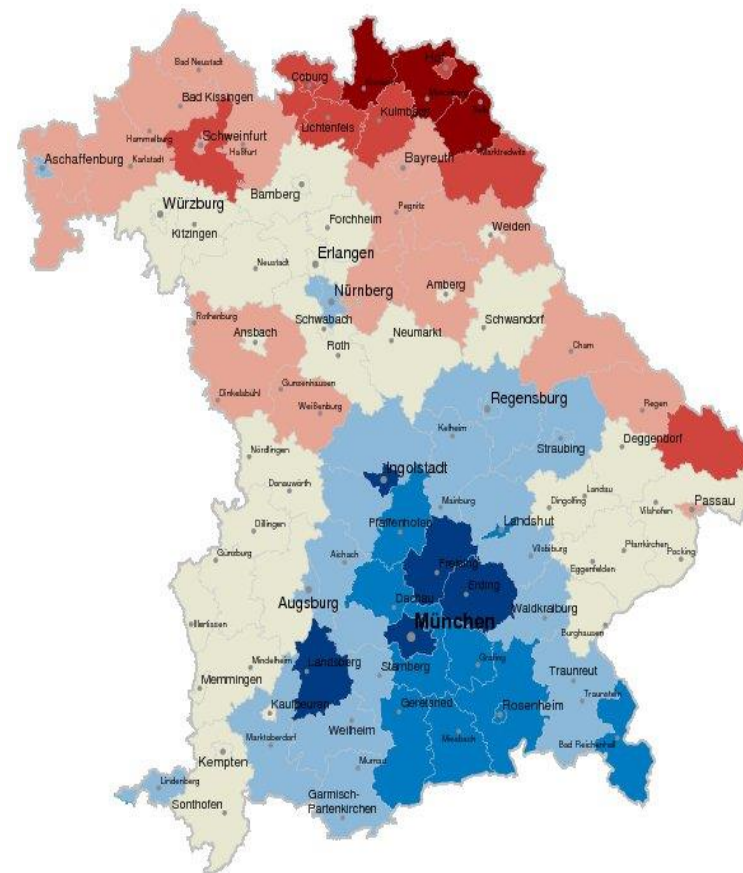 Bad Neustadt
Coburg
Bad Kissingen
Kulmbach
Lichtenfels
Hammelburg
Schweinfurt
Haßfurt
Marktredwitz
Aschaffenburg
Karlstadt
Bayreuth
Bamberg
Würzburg
Pegnitz
Kitzingen
Forchheim
Weiden
Erlangen
Neustadt
Nürnberg
Amberg
Rothenburg
Schwabach
Schwandorf
Ansbach
Neumarkt
Roth
Cham
Gunzenhausen
Dinkelsbühl
Weißenburg
Regensburg
Regen
Kelheim
Deggendorf
Straubing
Nördlingen
Ingolstadt
Donauwörth
Mainburg
Dingolfing
Landau
Passau
Pfaffenhofen
Landshut
Vilshofen
Dillingen
Vilsbiburg
Pfarrkirchen
Günzburg
Aichach
Freising
Eggenfelden
Pocking
Erding
Augsburg
Dachau
Waldkraiburg
Illertissen
München
Burghausen
Mindelheim
Landsberg
Starnberg
Grafing
Traunreut
Memmingen
Traunstein
Kaufbeuren
Geretsried
Rosenheim
Weilheim
Marktoberdorf
Miesbach
Bad Reichenhall
Kempten
Murnau
Lindenberg
Garmisch-
Partenkirchen
Sonthofen